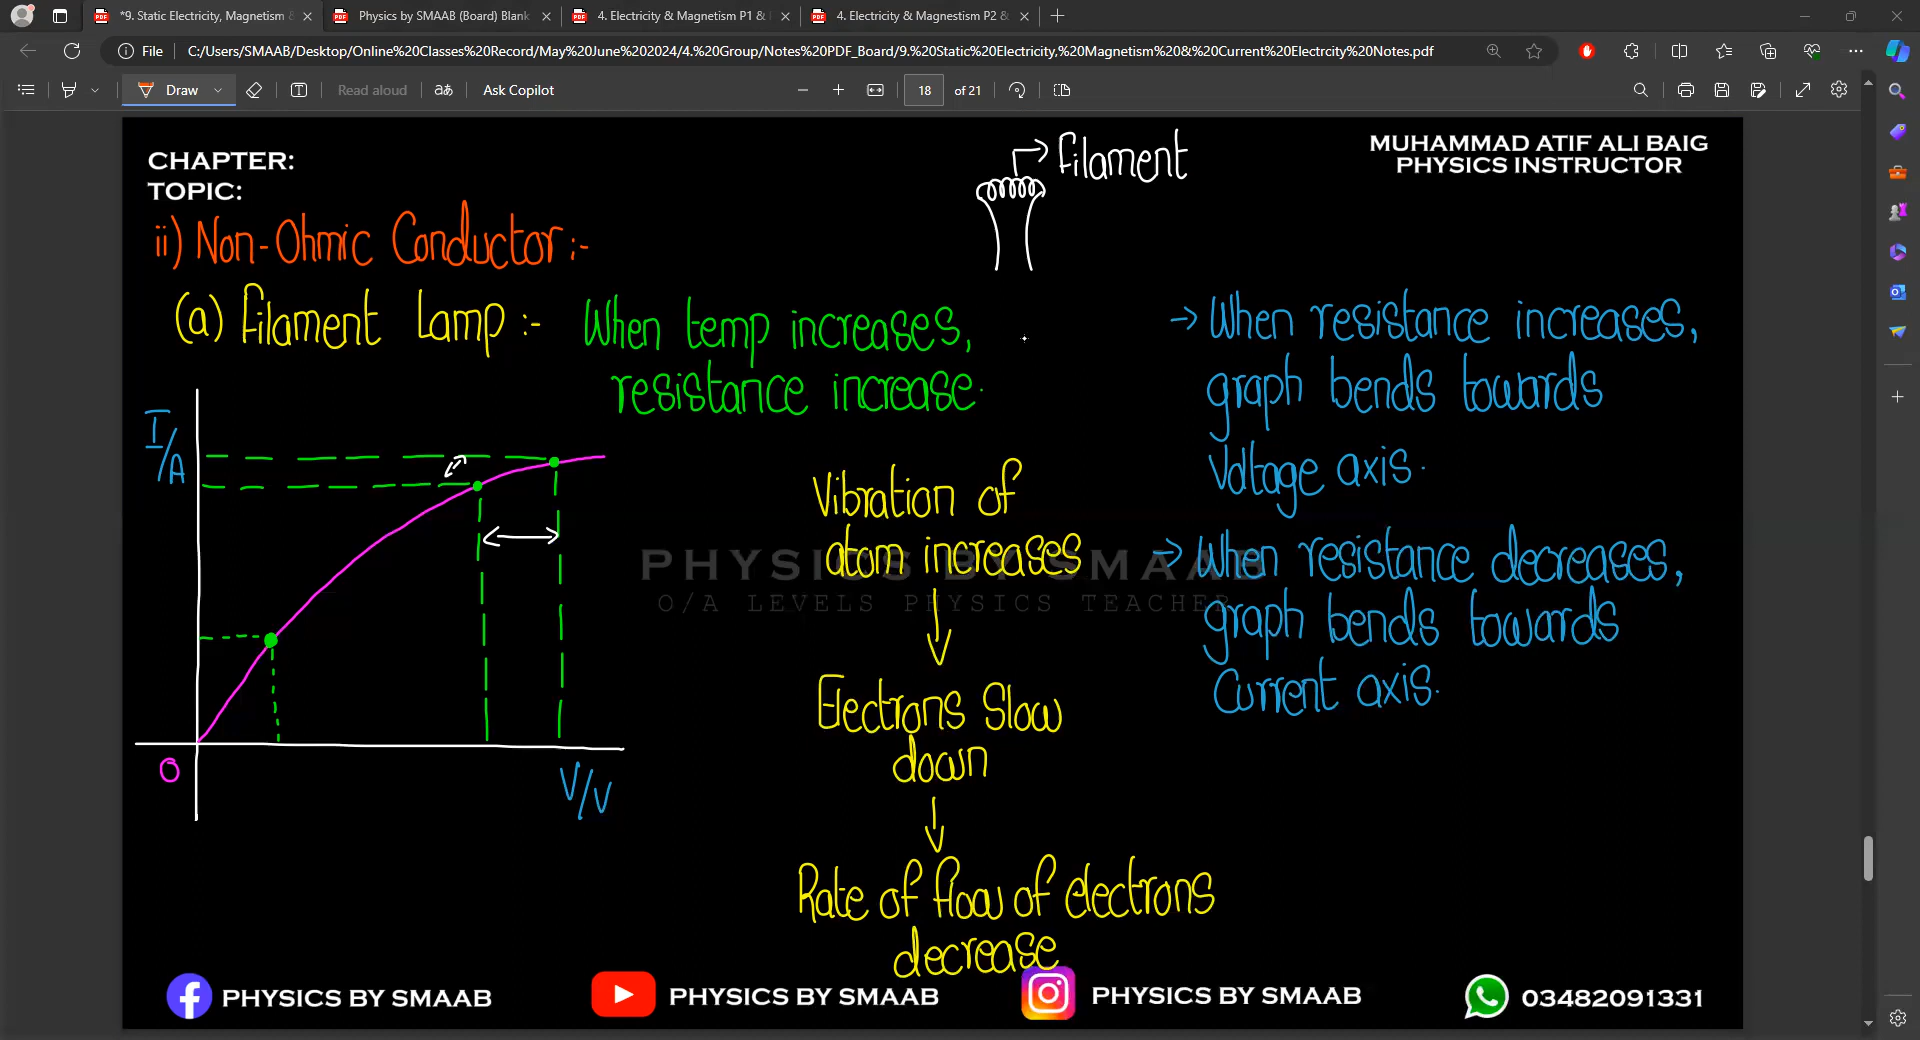 *9. Static Electricity, Magnetism &
Physics by SMAAB (Board) Blank
4. Electricity & Magnetism P1 &
4. Electricity & Magnestism P2 &
File
C:/Users/SMAAB/Desktop/Online%20Classes%20Record/May%20June%202024/4.%20Group/Notes%20PDF_Board/9.%20Static%20Electricity,%20Magnetism%20&%20Current%20Electrcity%20Notes.pdf
Draw
Read aloud
aあ
Ask Copilot
18
of 21
CHAPTER:
TOPIC:
filament
MUHAMMAD ATIF ALI BAIG
PHYSICS INSTRUCTOR
ii) Non-Ohmic Conductor:-
(a) Filament Lamp:-
When temp increases,
resistance increase.
→ When resistance increases,
graph bends towards
Voltage axis.
I/A
Vibration of
atom increases
→ When resistance decreases,
graph bends towards
Current axis.
PHYSICS BY SMAAB
O/A LEVELS PHYSICS TEACHER
Electrons Slow
down
O
V/V
Rate of flow of electrons
decrease
PHYSICS BY SMAAB
PHYSICS BY SMAAB
PHYSICS BY SMAAB
03482091331